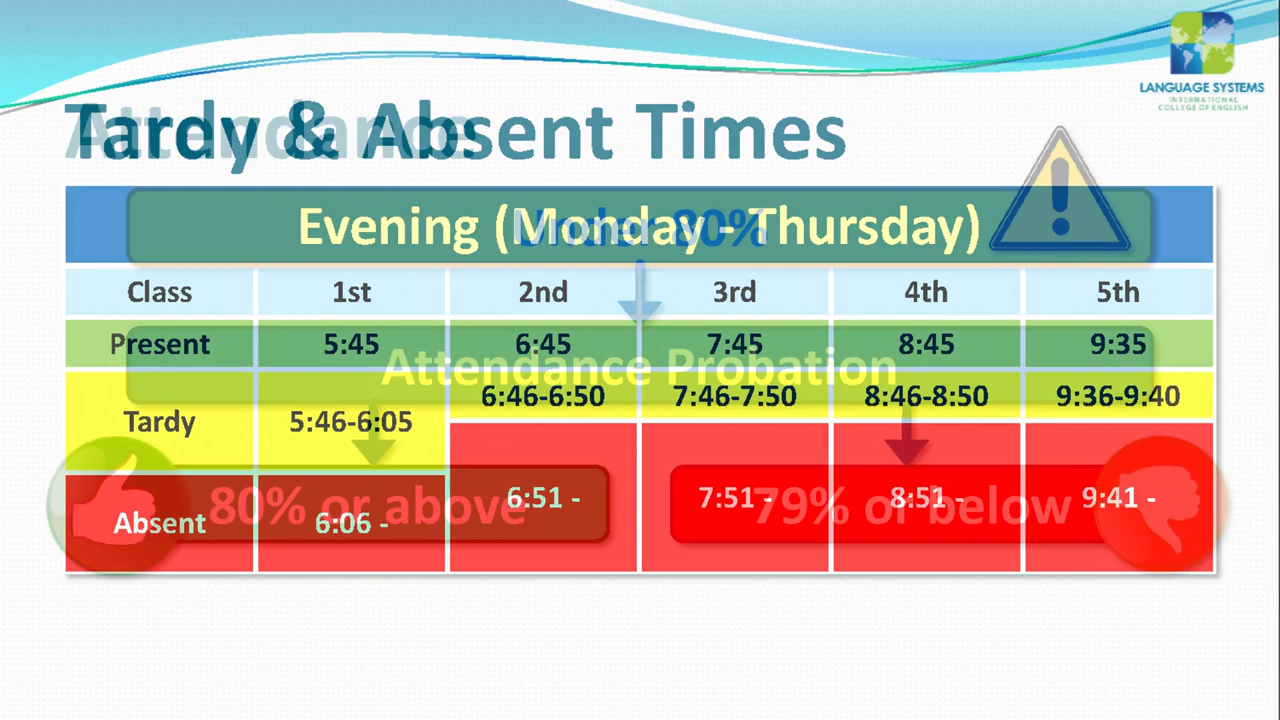 LANGUAGE SYSTEMS
INTERNATIONAL
COLLEGE OF ENGLISH
Tardy & Absent Times
Attendance
Evening (Monday - Thursday)
Under 80%
Class 1st 2nd 3rd 4th 5th
Present 5:45 6:45 7:45 8:45 9:35
Attendance Probation
Tardy 5:46-6:05 6:46-6:50 7:46-7:50 8:46-8:50 9:36-9:40
Absent 6:06 - 6:51 - 7:51 - 8:51 - 9:41 -
80% or above
79% or below